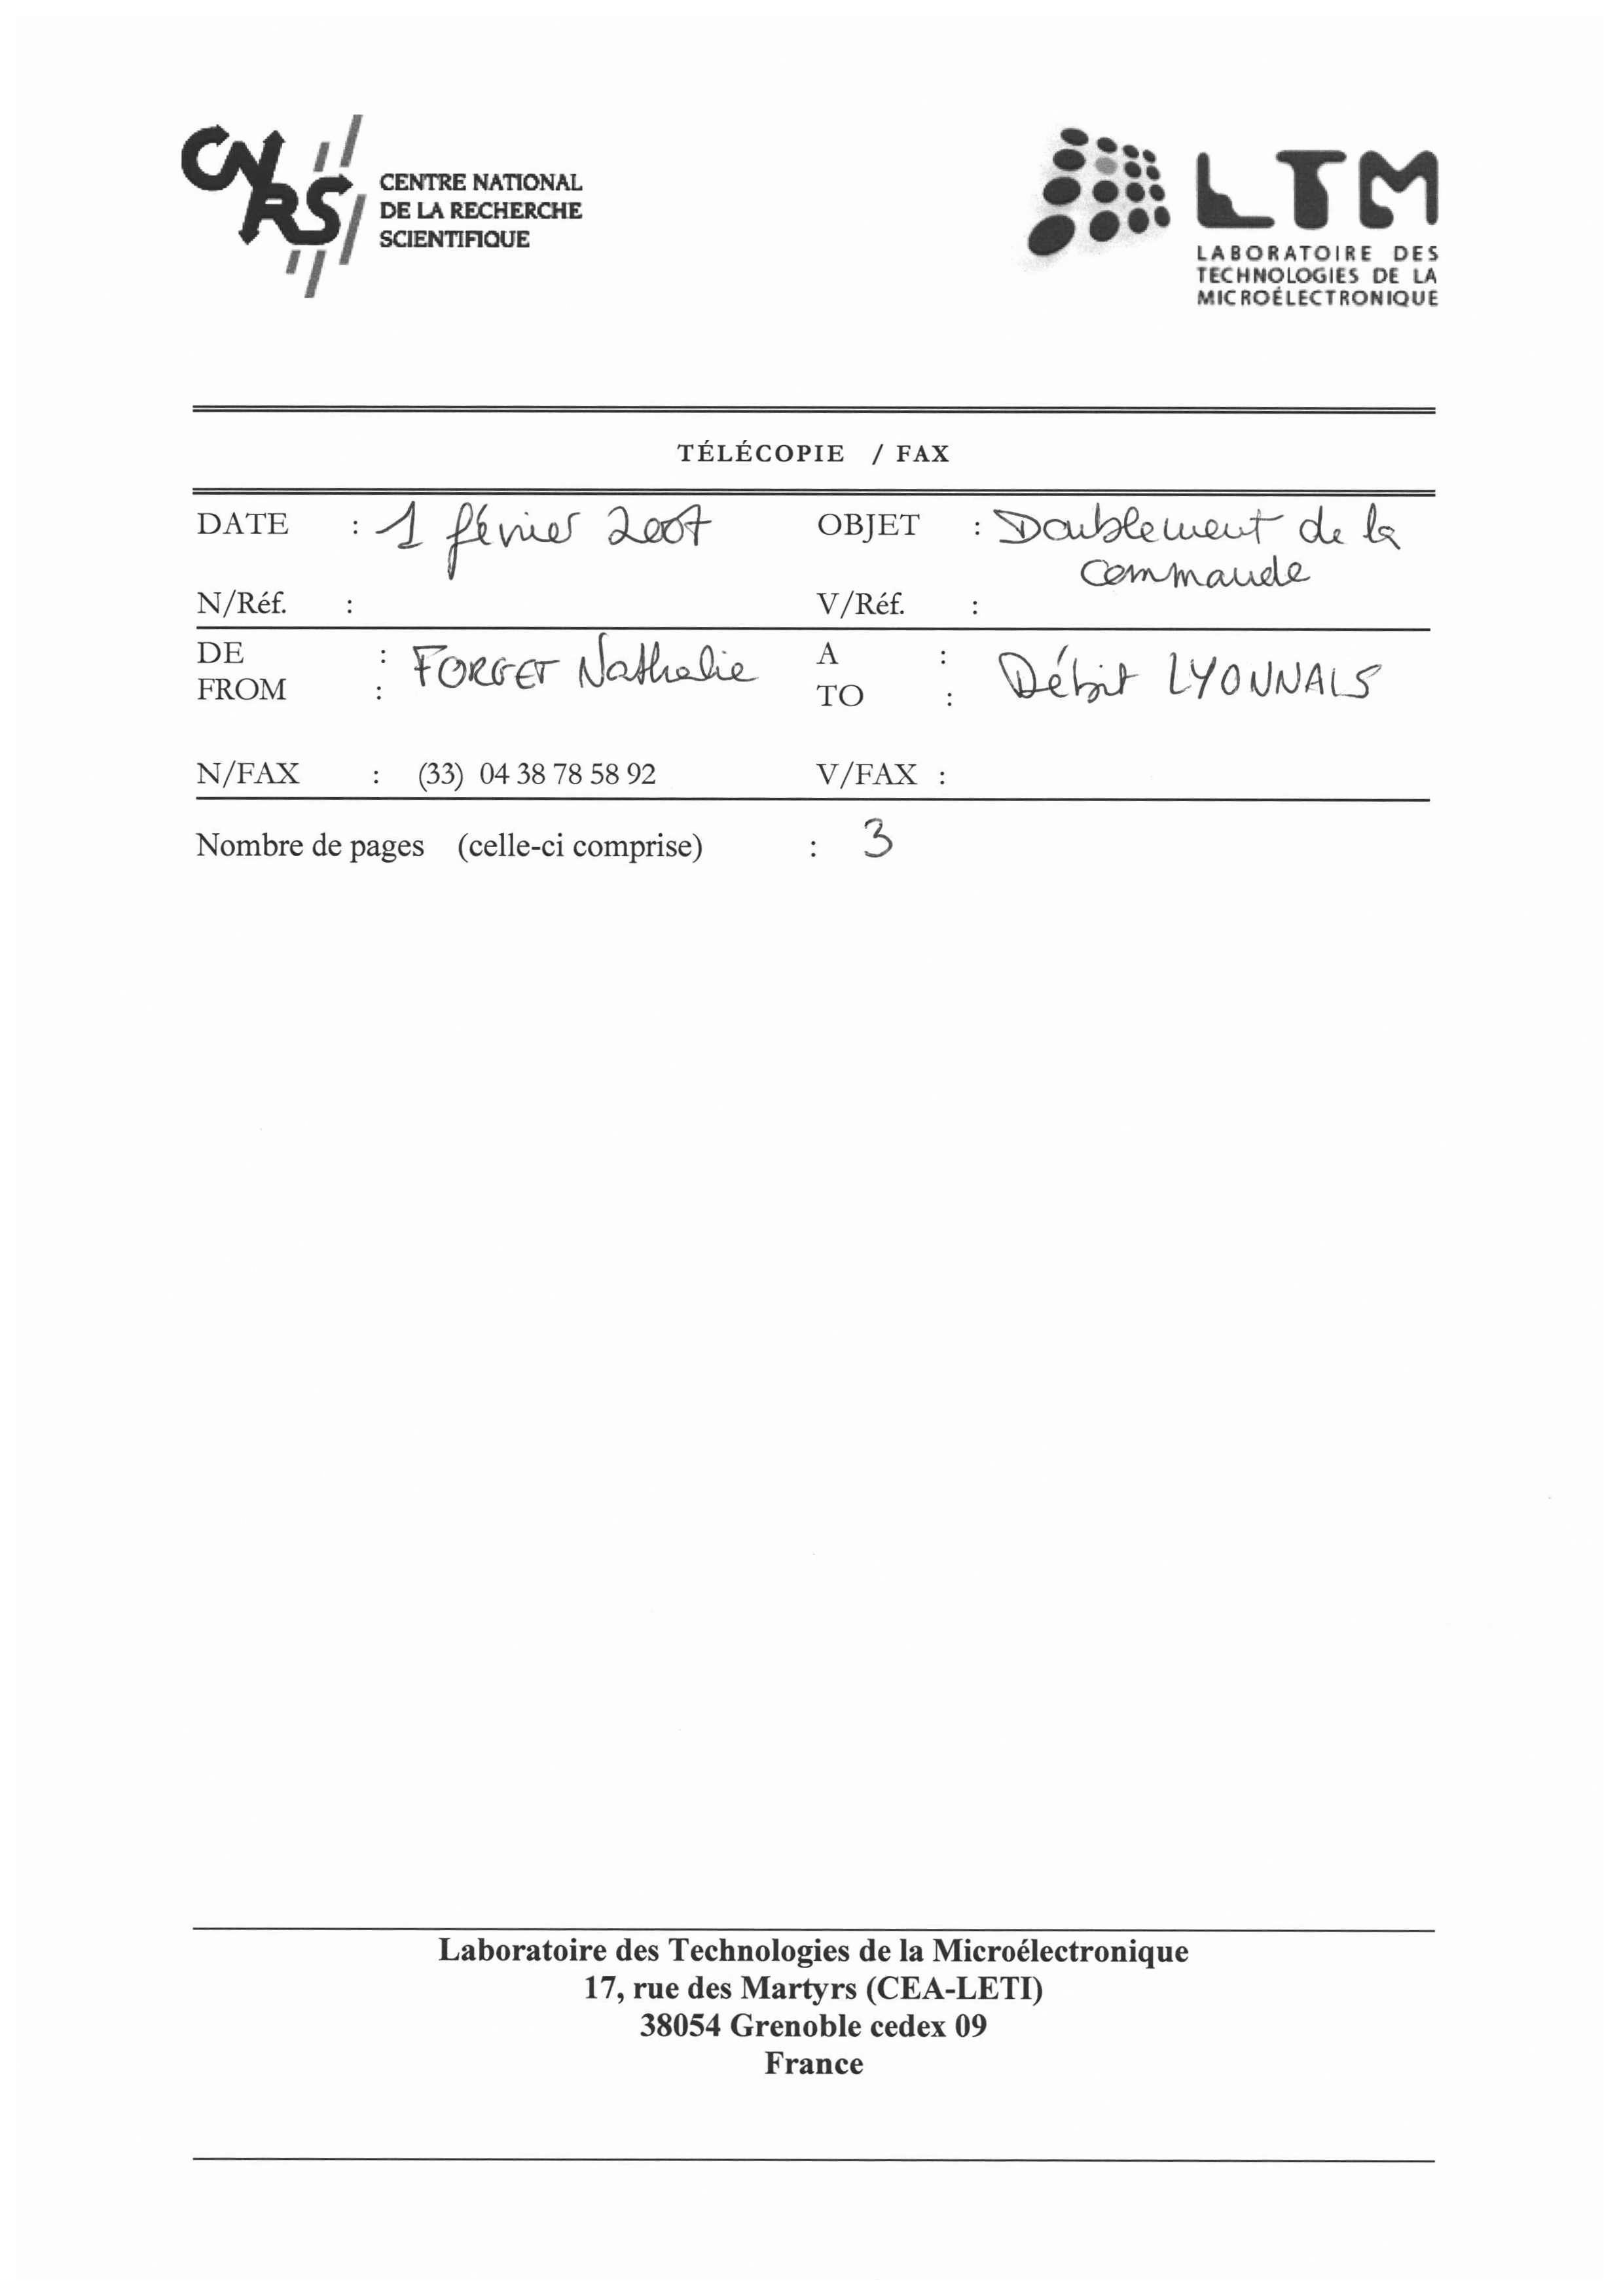 CNRS
CENTRE NATIONAL
DE LA RECHERCHE
SCIENTIFIQUE
LTM
LABORATOIRE DES
TECHNOLOGIES DE LA
MICROÉLECTRONIQUE
TÉLÉCOPIE / FAX
DATE : 1 février 2007 OBJET : Doublement de la
commande
N/Réf. : V/Réf. :
DE : FORGET Nathalie A : Débit LYONNAIS
FROM : TO :
N/FAX : (33) 04 38 78 58 92 V/FAX :
Nombre de pages (celle-ci comprise) : 3
Laboratoire des Technologies de la Microélectronique
17, rue des Martyrs (CEA-LETI)
38054 Grenoble cedex 09
France